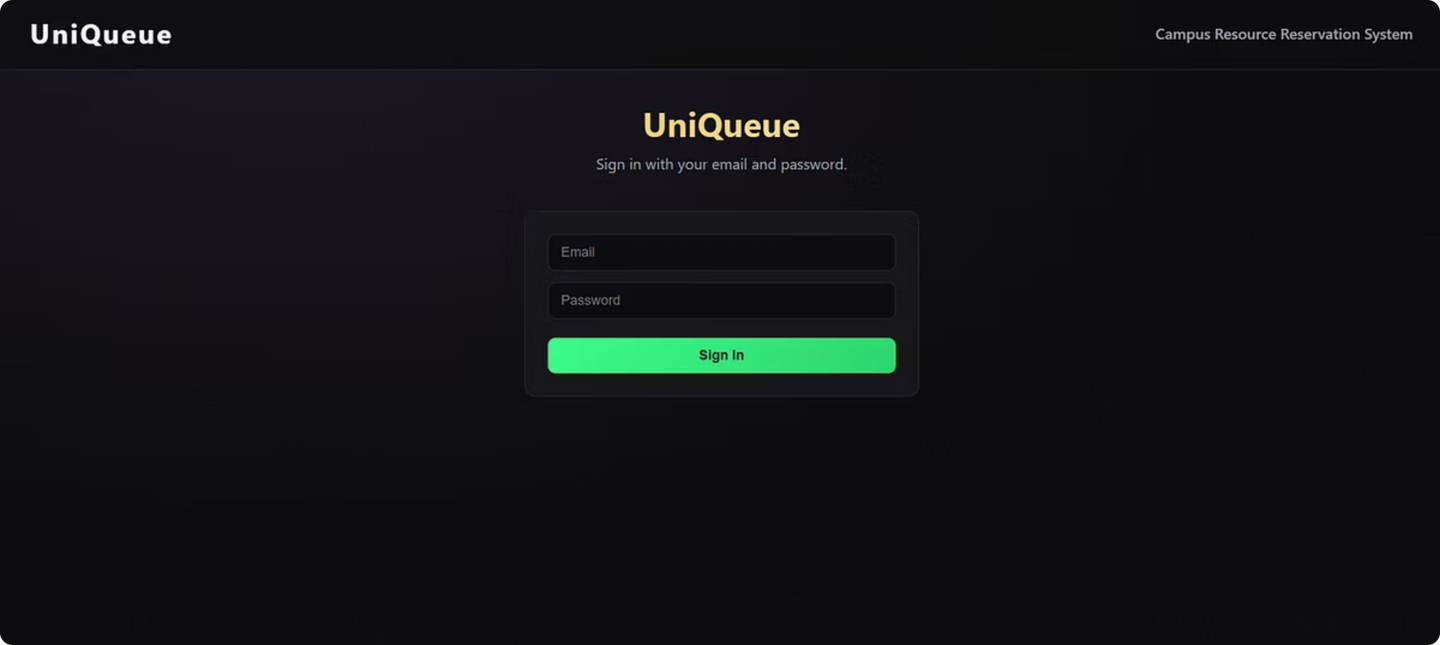 UniQueue
Campus Resource Reservation System
UniQueue
Sign in with your email and password.
Email
Password
Sign In